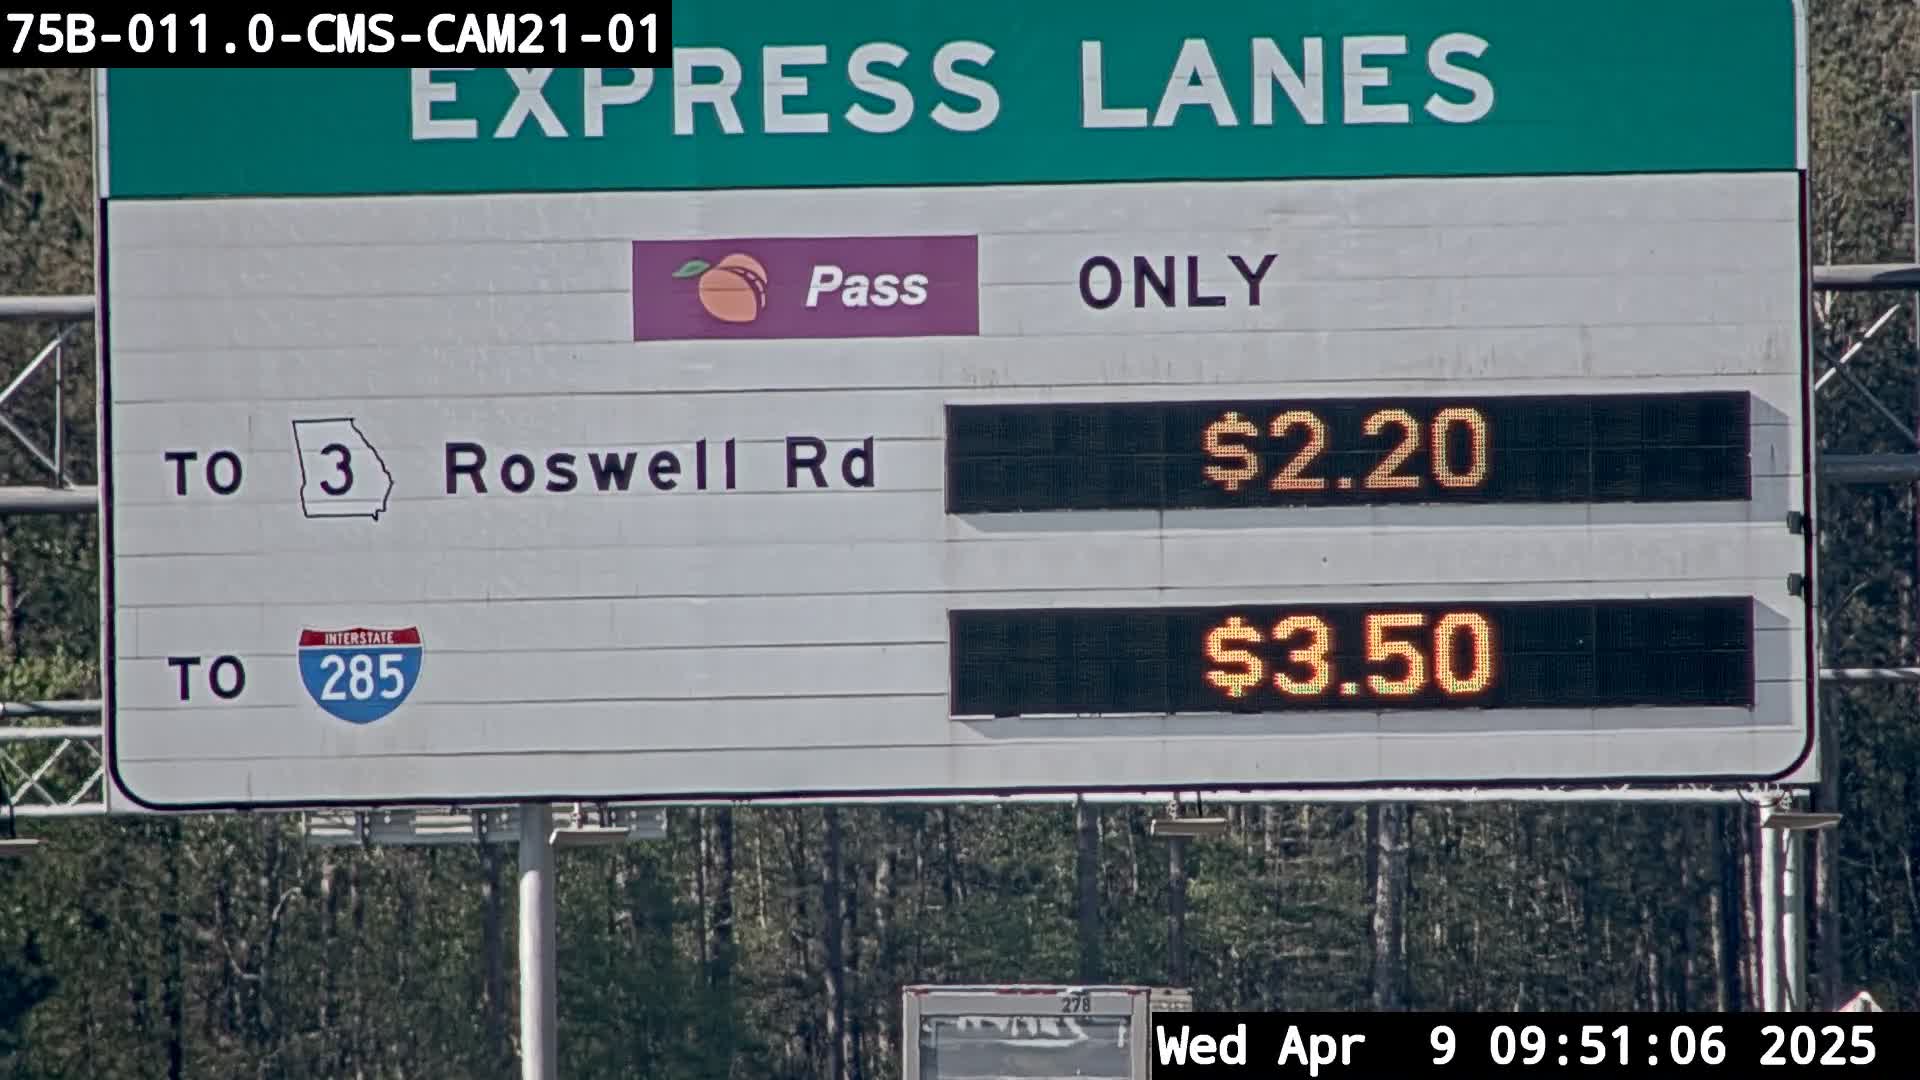 75B-011.0-CMS-CAM21-01
EXPRESS LANES
Pass ONLY
TO 3 Roswell Rd $2.20
TO INTERSTATE 285 $3.50
278
Wed Apr 9 09:51:06 2025